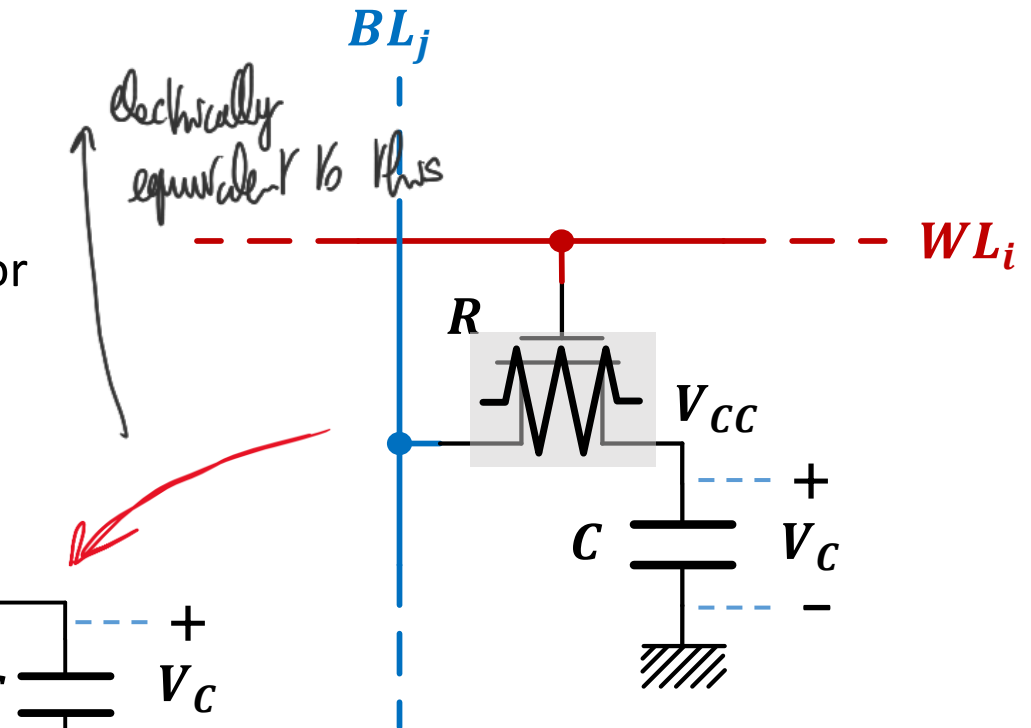 BLj
electrically
equivalent to this
WLi
or
R
VCC
+
C
VC
−
+
VC